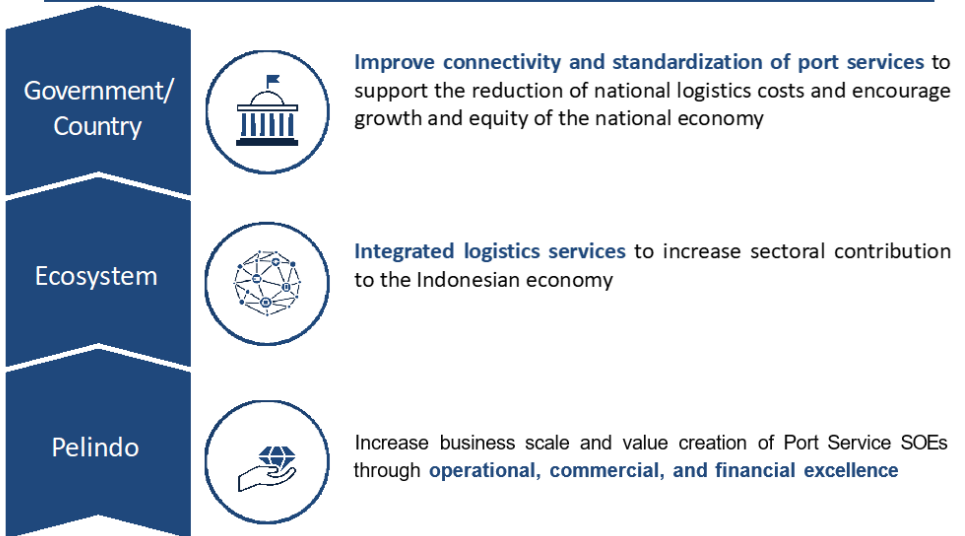 Government/
Country
Improve connectivity and standardization of port services to
support the reduction of national logistics costs and encourage
growth and equity of the national economy
Ecosystem
Integrated logistics services to increase sectoral contribution
to the Indonesian economy
Pelindo
Increase business scale and value creation of Port Service SOEs
through operational, commercial, and financial excellence